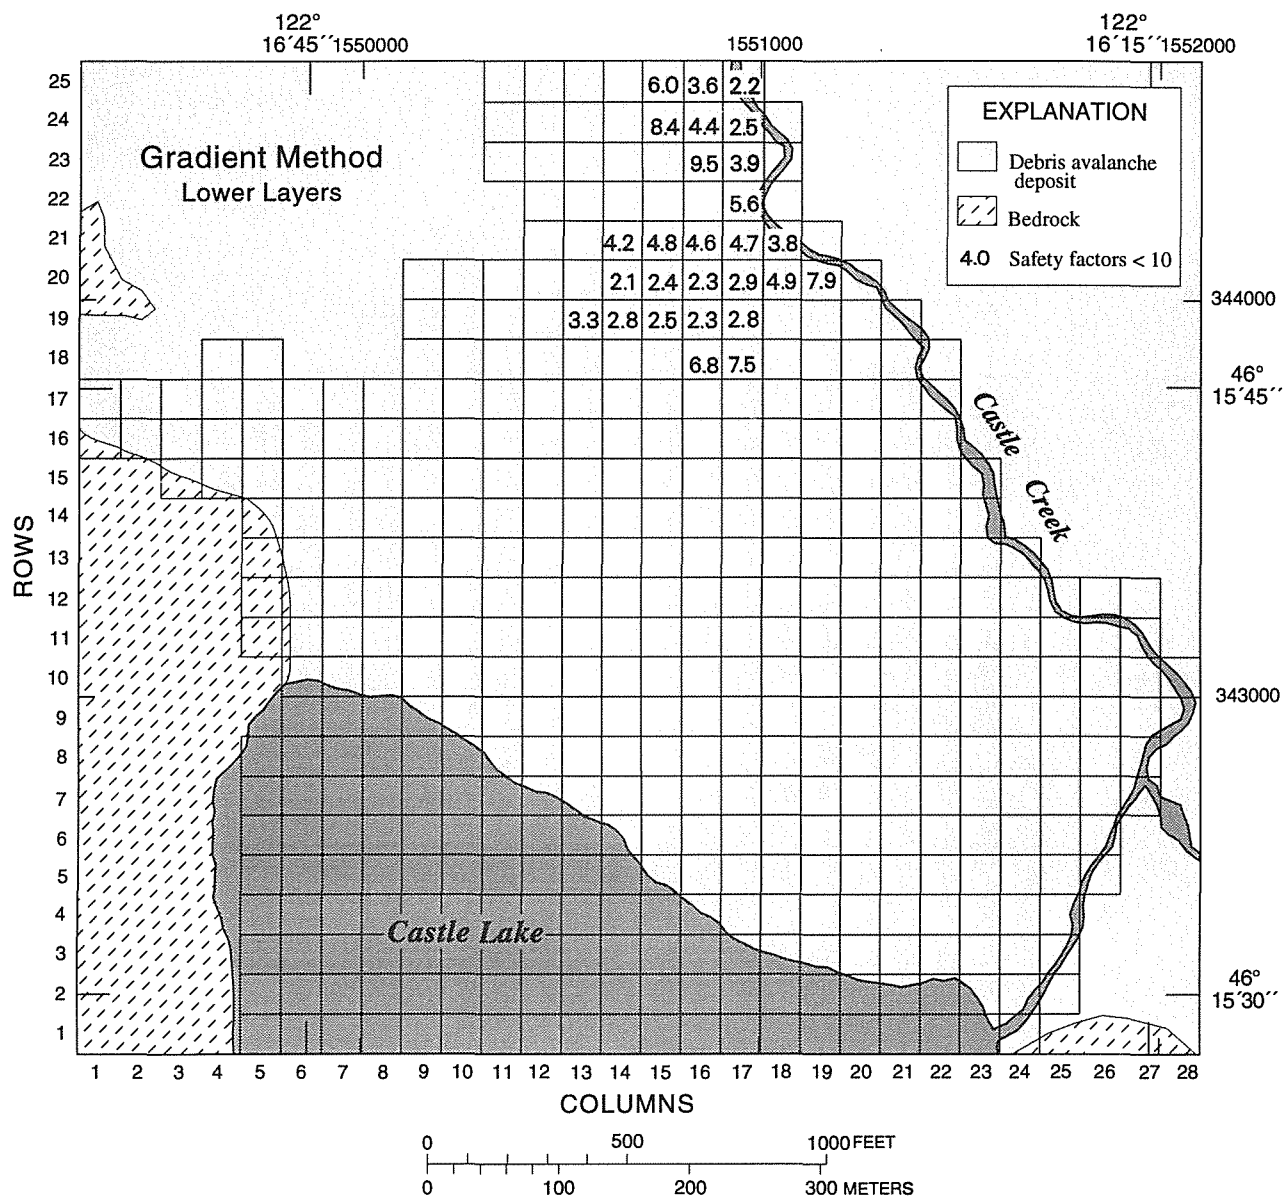 122° 122°
16´45´´1550000 1551000 16´15´´1552000
25 6.0 3.6 2.2
24 8.4 4.4 2.5
23 9.5 3.9
22 5.6
21 4.2 4.8 4.6 4.7 3.8
20 2.1 2.4 2.3 2.9 4.9 7.9
19 3.3 2.8 2.5 2.3 2.8
18 6.8 7.5
17
16
15
14
13
12
11
10
9
8
7
6
5
4
3
2
1
Gradient Method
Lower Layers
EXPLANATION
Debris avalanche
deposit
Bedrock
4.0 Safety factors < 10
344000
46°
15´45´´
343000
46°
15´30´´
Castle
Creek
Castle Lake
ROWS
1 2 3 4 5 6 7 8 9 10 11 12 13 14 15 16 17 18 19 20 21 22 23 24 25 26 27 28
COLUMNS
0 500 1000 FEET
0 100 200 300 METERS